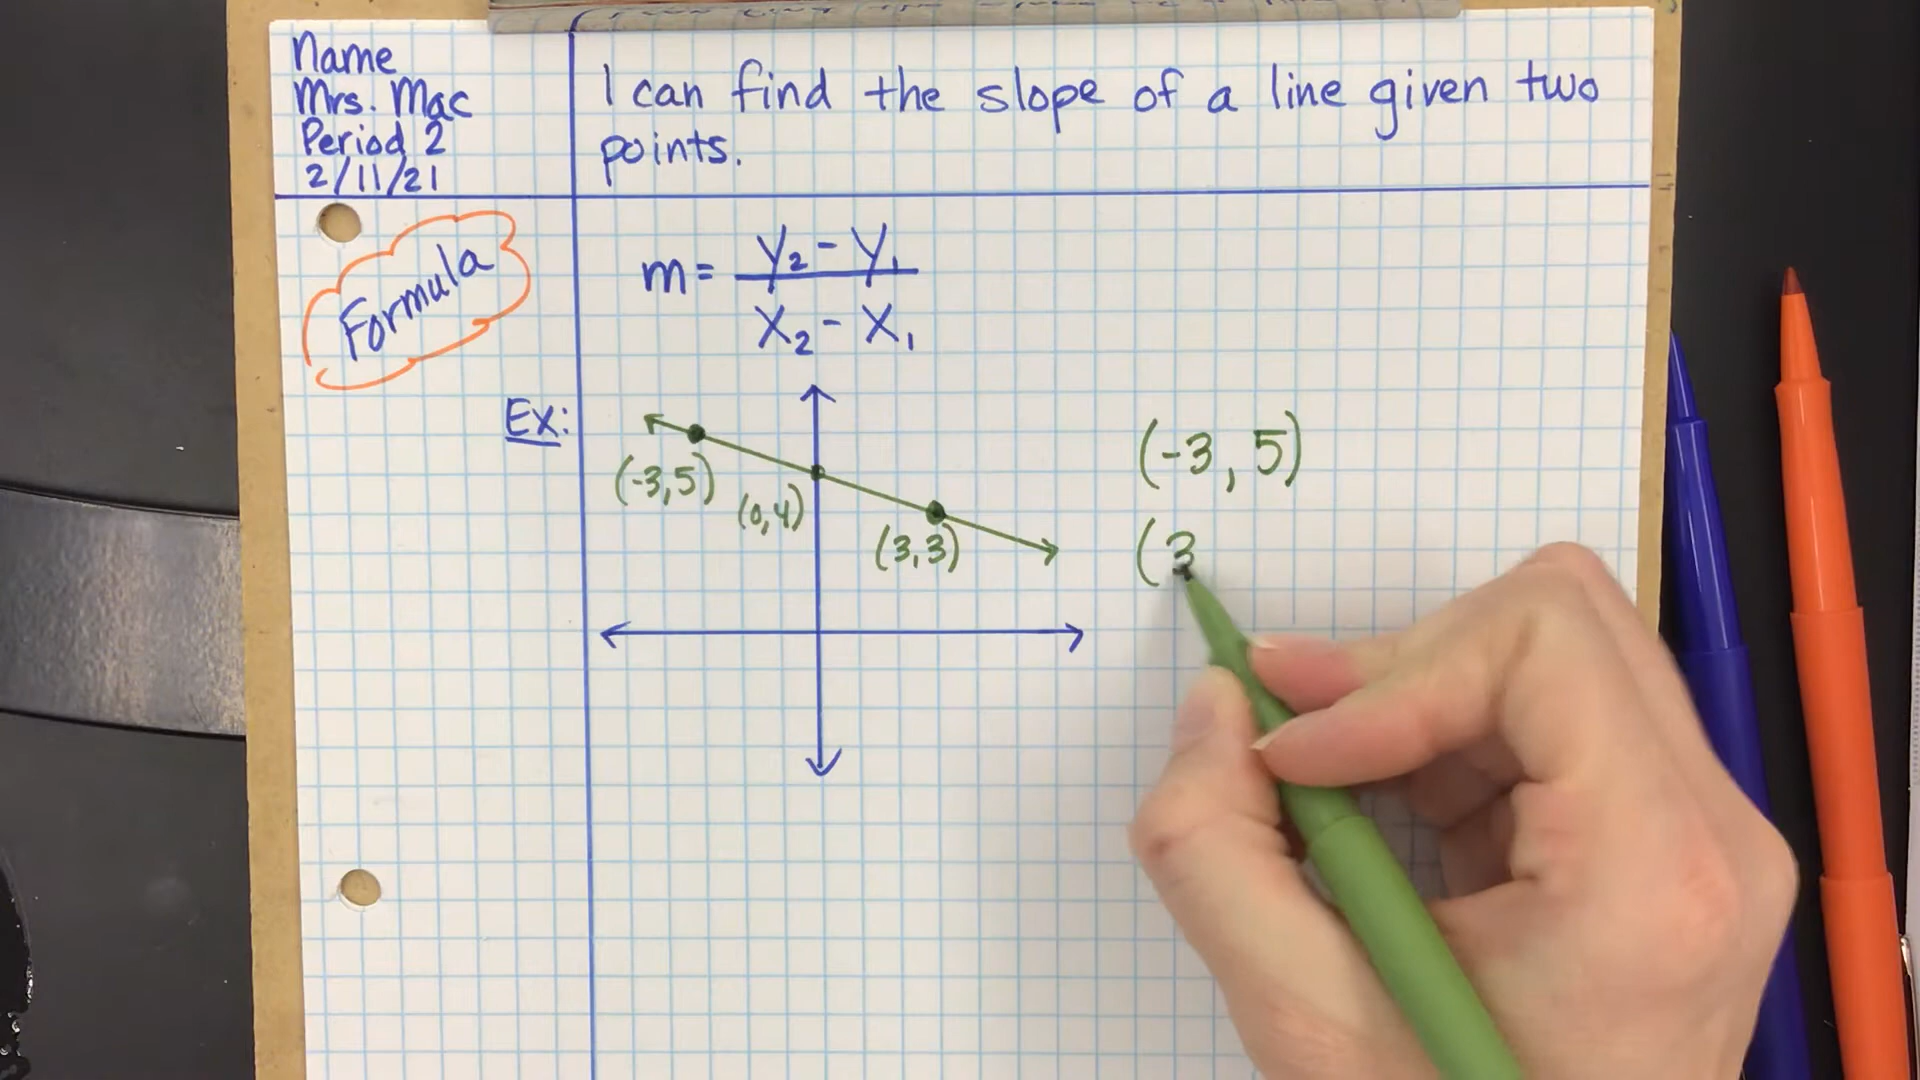 Name
Mrs. Mac
Period 2
2/11/21
I can find the slope of a line given two
points.
Formula
m = y₂ - y₁
x₂ - x₁
Ex:
(-3,5)
(0,4)
(3,3)
(-3, 5)
(3